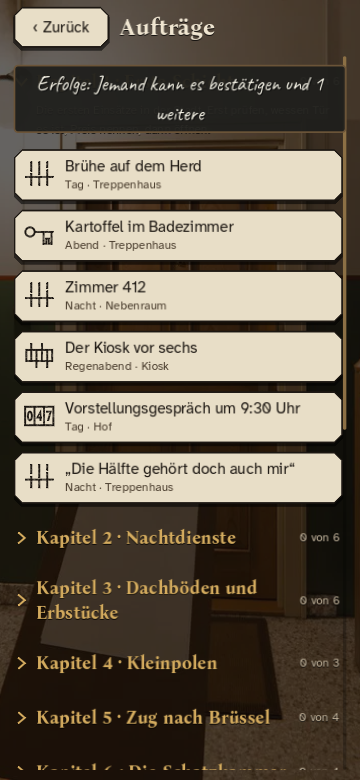 ‹ Zurück
Aufträge
Erfolge: Jemand kann es bestätigen und 1
weitere
Brühe auf dem Herd
Tag · Treppenhaus
Kartoffel im Badezimmer
Abend · Treppenhaus
Zimmer 412
Nacht · Nebenraum
Der Kiosk vor sechs
Regenabend · Kiosk
047
Vorstellungsgespräch um 9:30 Uhr
Tag · Hof
„Die Hälfte gehört doch auch mir“
Nacht · Treppenhaus
Kapitel 2 · Nachtdienste
0 von 6
Kapitel 3 · Dachböden und
Erbstücke
0 von 6
Kapitel 4 · Kleinpolen
0 von 3
Kapitel 5 · Zug nach Brüssel
0 von 4